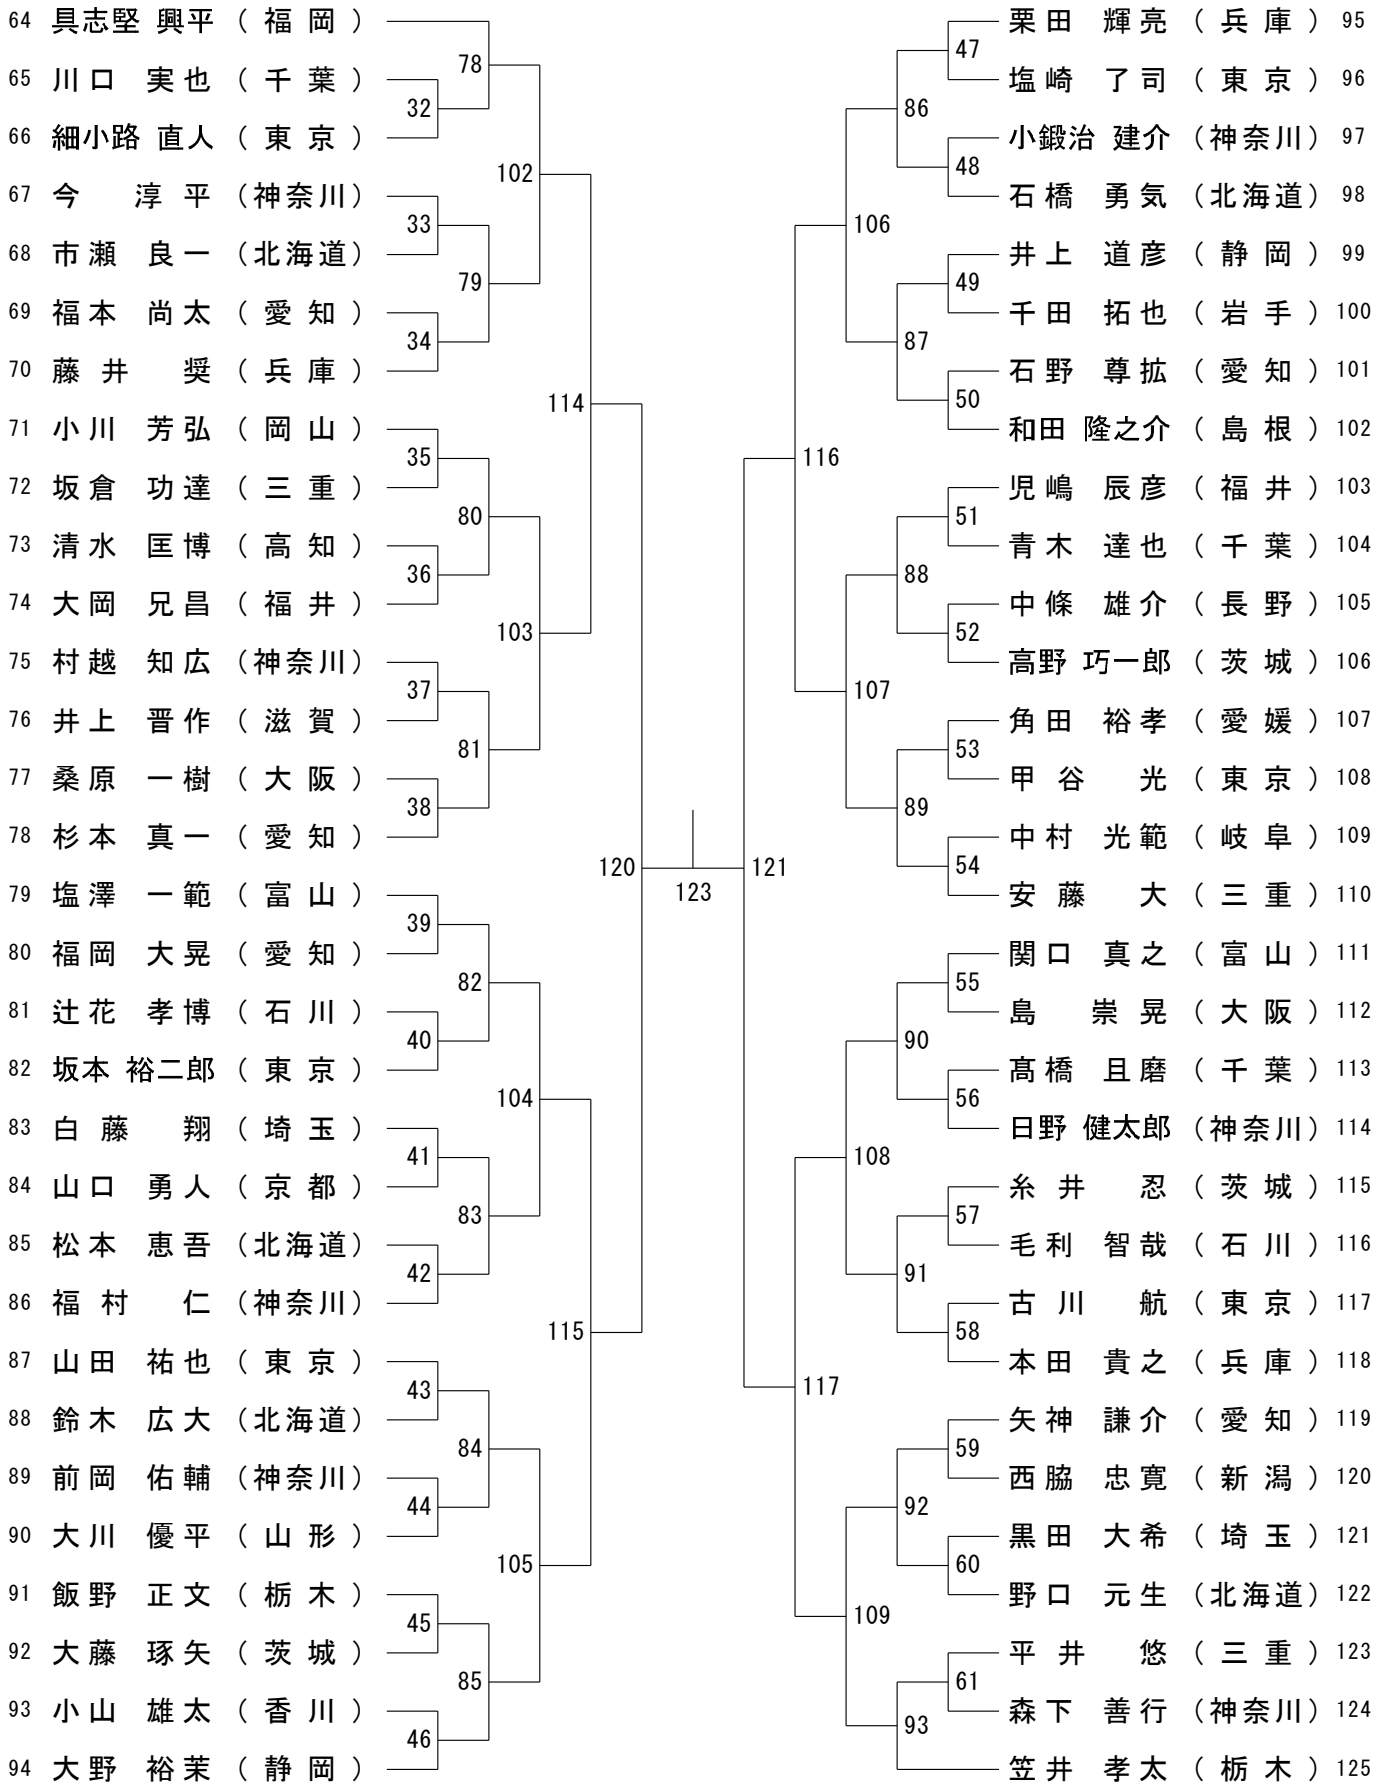 64 具志堅 興平 （ 福 岡 ）
65 川 口 実 也 （ 千 葉 ）
66 細小路 直人 （ 東 京 ）
67 今 淳 平 （神奈川）
68 市 瀬 良 一 （北海道）
69 福 本 尚 太 （ 愛 知 ）
70 藤 井 奨 （ 兵 庫 ）
71 小 川 芳 弘 （ 岡 山 ）
72 坂 倉 功 達 （ 三 重 ）
73 清 水 匡 博 （ 高 知 ）
74 大 岡 兄 昌 （ 福 井 ）
75 村 越 知 広 （神奈川）
76 井 上 晋 作 （ 滋 賀 ）
77 桑 原 一 樹 （ 大 阪 ）
78 杉 本 真 一 （ 愛 知 ）
79 塩 澤 一 範 （ 富 山 ）
80 福 岡 大 晃 （ 愛 知 ）
81 辻 花 孝 博 （ 石 川 ）
82 坂本 裕二郎 （ 東 京 ）
83 白 藤 翔 （ 埼 玉 ）
84 山 口 勇 人 （ 京 都 ）
85 松 本 恵 吾 （北海道）
86 福 村 仁 （神奈川）
87 山 田 祐 也 （ 東 京 ）
88 鈴 木 広 大 （北海道）
89 前 岡 佑 輔 （神奈川）
90 大 川 優 平 （ 山 形 ）
91 飯 野 正 文 （ 栃 木 ）
92 大 藤 琢 矢 （ 茨 城 ）
93 小 山 雄 太 （ 香 川 ）
94 大 野 裕 茉 （ 静 岡 ）
32
33
34
35
36
37
38
39
40
41
42
43
44
45
46
78
79
80
81
82
83
84
85
102
103
104
105
114
115
120
123
121
116
117
106
107
108
109
86
87
88
89
90
91
92
93
47
48
49
50
51
52
53
54
55
56
57
58
59
60
61
栗 田 輝 亮 （ 兵 庫 ） 95
塩 崎 了 司 （ 東 京 ） 96
小鍛治 建介 （神奈川） 97
石 橋 勇 気 （北海道） 98
井 上 道 彦 （ 静 岡 ） 99
千 田 拓 也 （ 岩 手 ） 100
石 野 尊 拡 （ 愛 知 ） 101
和田 隆之介 （ 島 根 ） 102
児 嶋 辰 彦 （ 福 井 ） 103
青 木 達 也 （ 千 葉 ） 104
中 條 雄 介 （ 長 野 ） 105
高野 巧一郎 （ 茨 城 ） 106
角 田 裕 孝 （ 愛 媛 ） 107
甲 谷 光 （ 東 京 ） 108
中 村 光 範 （ 岐 阜 ） 109
安 藤 大 （ 三 重 ） 110
関 口 真 之 （ 富 山 ） 111
島 崇 晃 （ 大 阪 ） 112
髙 橋 且 磨 （ 千 葉 ） 113
日野 健太郎 （神奈川） 114
糸 井 忍 （ 茨 城 ） 115
毛 利 智 哉 （ 石 川 ） 116
古 川 航 （ 東 京 ） 117
本 田 貴 之 （ 兵 庫 ） 118
矢 神 謙 介 （ 愛 知 ） 119
西 脇 忠 寛 （ 新 潟 ） 120
黒 田 大 希 （ 埼 玉 ） 121
野 口 元 生 （北海道） 122
平 井 悠 （ 三 重 ） 123
森 下 善 行 （神奈川） 124
笠 井 孝 太 （ 栃 木 ） 125